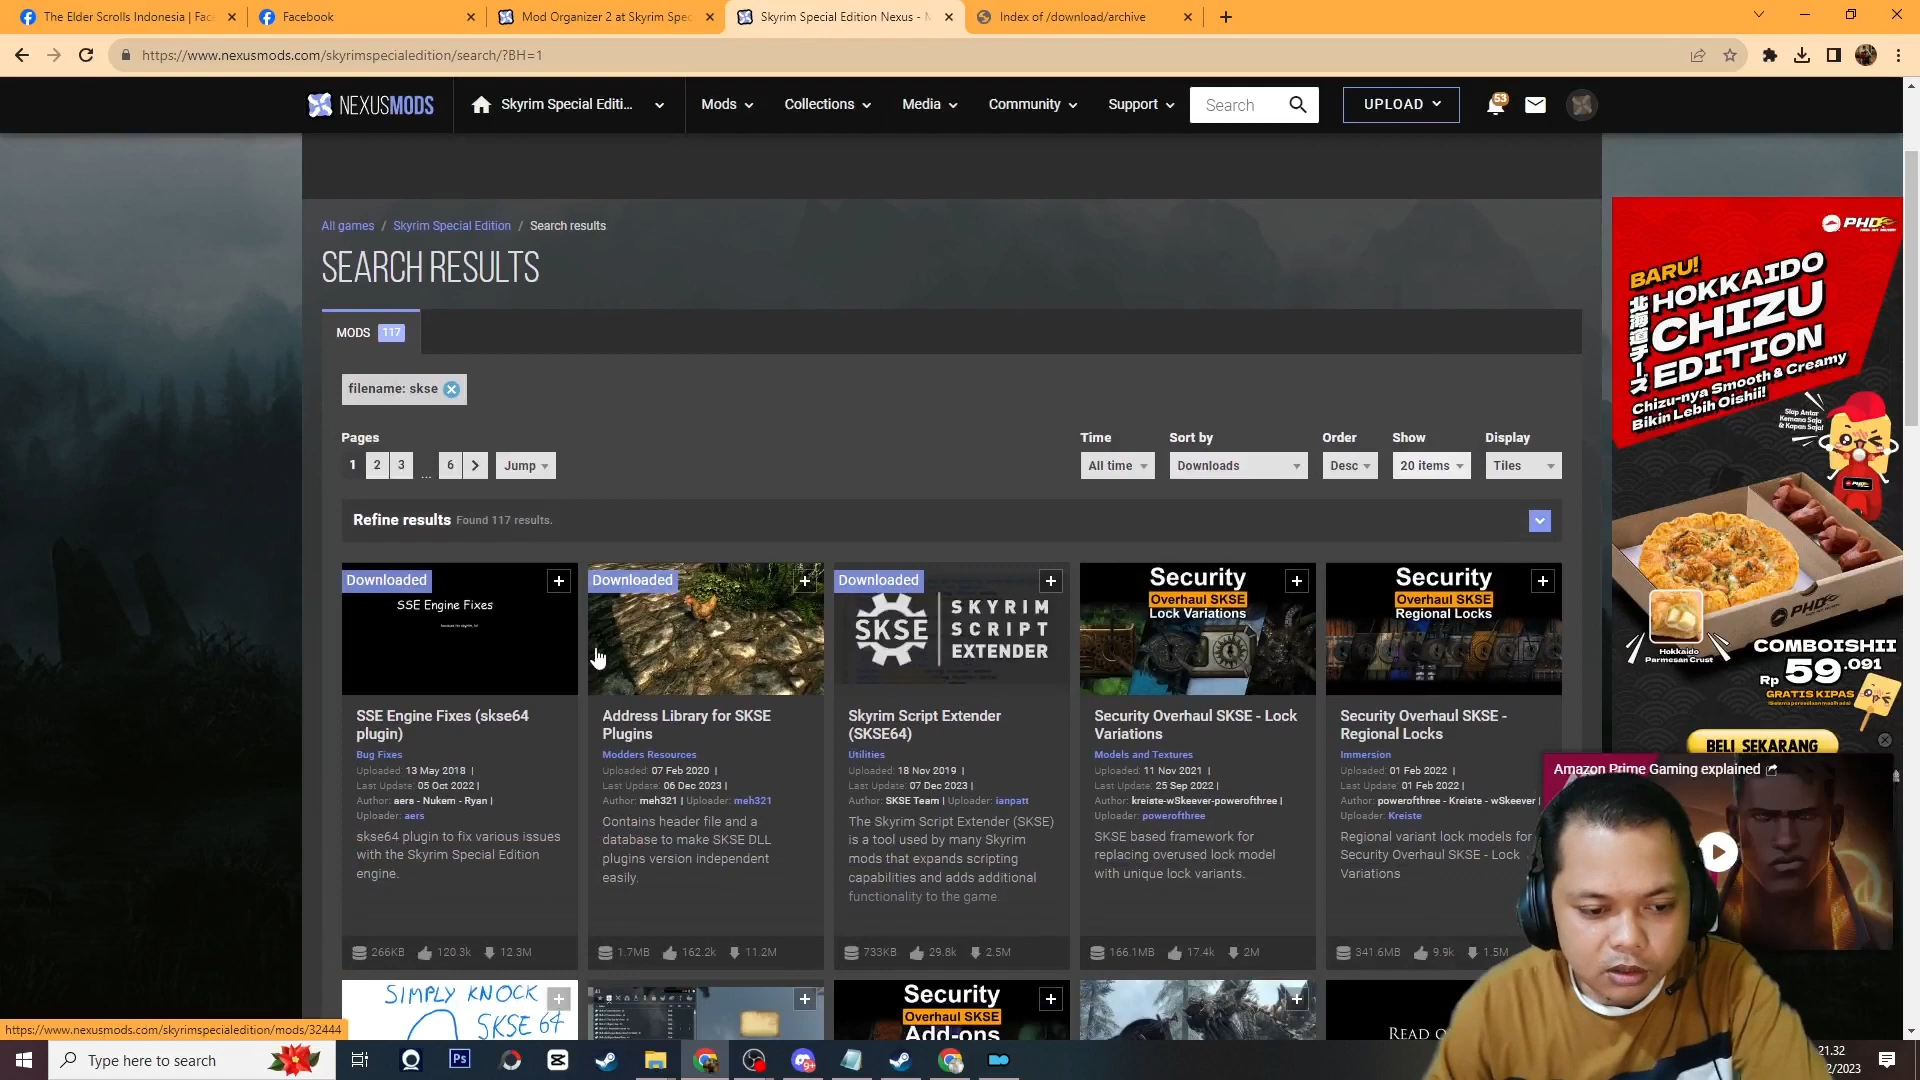 The Elder Scrolls Indonesia | Fac
Facebook
Mod Organizer 2 at Skyrim Spec
Skyrim Special Edition Nexus - M
Index of /download/archive
https://www.nexusmods.com/skyrimspecialedition/search/?BH=1
NEXUSMODS
Skyrim Special Editi...
Mods
Collections
Media
Community
Support
Search
UPLOAD
53
All games / Skyrim Special Edition / Search results
SEARCH RESULTS
MODS 117
filename: skse
Pages
Time
Sort by
Order
Show
Display
1 2 3 ... 6 > Jump
All time
Downloads
Desc
20 items
Tiles
Refine results Found 117 results.
Downloaded
SSE Engine Fixes
SSE Engine Fixes (skse64
plugin)
Bug Fixes
Uploaded: 13 May 2018 |
Last Update: 05 Oct 2022 |
Author: aers - Nukem - Ryan |
Uploader: aers
skse64 plugin to fix various issues
with the Skyrim Special Edition
engine.
266KB 120.3k 12.3M
Downloaded
Address Library for SKSE
Plugins
Modders Resources
Uploaded: 07 Feb 2020 |
Last Update: 06 Dec 2023 |
Author: meh321 | Uploader: meh321
Contains header file and a
database to make SKSE DLL
plugins version independent
easily.
1.7MB 162.2k 11.2M
Downloaded
SKSE
SKYRIM
SCRIPT
EXTENDER
Skyrim Script Extender
(SKSE64)
Utilities
Uploaded: 18 Nov 2019 |
Last Update: 07 Dec 2023 |
Author: SKSE Team | Uploader: ianpatt
The Skyrim Script Extender (SKSE)
is a tool used by many Skyrim
mods that expands scripting
capabilities and adds additional
functionality to the game.
733KB 29.8k 2.5M
Security
Overhaul SKSE
Lock Variations
Security Overhaul SKSE - Lock
Variations
Models and Textures
Uploaded: 11 Nov 2021 |
Last Update: 25 Sep 2022 |
Author: kreiste-wSkeever-powerofthree |
Uploader: powerofthree
SKSE based framework for
replacing overused lock model
with unique lock variants.
166.1MB 17.4k 2M
Security
Overhaul SKSE
Regional Locks
Security Overhaul SKSE -
Regional Locks
Immersion
Uploaded: 01 Feb 2022 |
Last Update: 01 Feb 2022 |
Author: powerofthree - Kreiste - wSkeever |
Uploader: Kreiste
Regional variant lock models for
Security Overhaul SKSE - Lock
Variations
341.6MB 9.9k 1.5M
SIMPLY KNOCK
SKSE 64
Security
Overhaul SKSE
Add-ons
READ O
PHD
BARU!
北海道チーズ
HOKKAIDO
CHIZU
EDITION
Chizu-nya Smooth & Creamy
Bikin Lebih Oishii!
Siap Antar
Kemana Saja
& Kapan Saja!
PHD
Hokkaido
Parmesan Crust
COMBOISHII
Rp 59.091
GRATIS KIPAS
BELI SEKARANG
Amazon Prime Gaming explained
https://www.nexusmods.com/skyrimspecialedition/mods/32444
Type here to search
Ps
21.32
2/2023